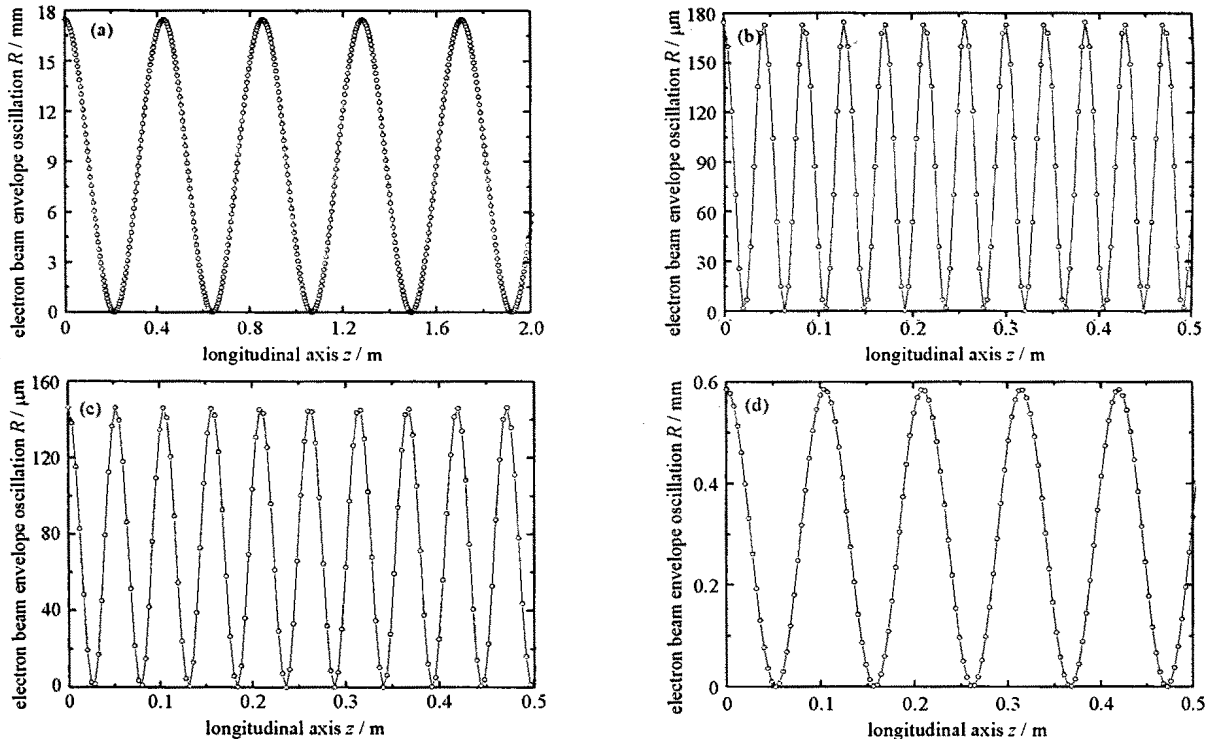 (a)
electron beam envelope oscillation R / mm
18
15
12
9
6
3
0
0 0.4 0.8 1.2 1.6 2.0
longitudinal axis z / m
(b)
electron beam envelope oscillation R / μm
180
150
120
90
60
30
0
0 0.1 0.2 0.3 0.4 0.5
longitudinal axis z / m
(c)
electron beam envelope oscillation R / μm
160
120
80
40
0
0 0.1 0.2 0.3 0.4 0.5
longitudinal axis z / m
(d)
electron beam envelope oscillation R / mm
0.6
0.4
0.2
0
0 0.1 0.2 0.3 0.4 0.5
longitudinal axis z / m